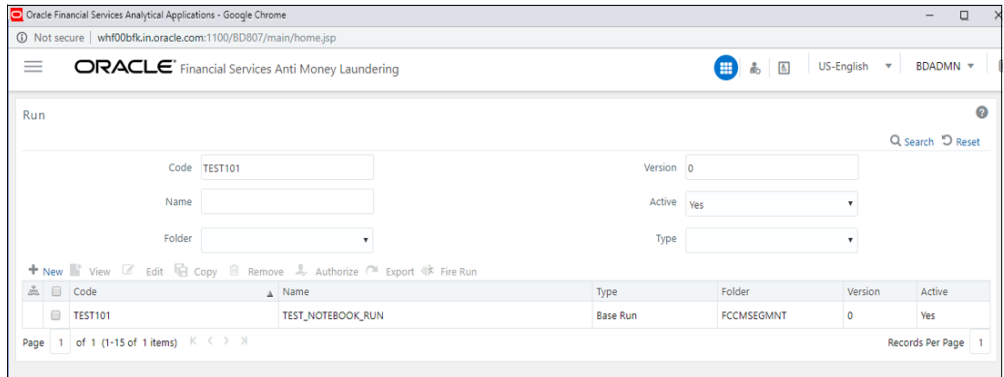 Oracle Financial Services Analytical Applications - Google Chrome
Not secure | whf00bfk.in.oracle.com:1100/BD807/main/home.jsp
ORACLE® Financial Services Anti Money Laundering US-English BDADMN
Run
Search Reset
Code TEST101 Version 0
Name Active Yes
Folder Type
New View Edit Copy Remove Authorize Export Fire Run
Code Name Type Folder Version Active
TEST101 TEST_NOTEBOOK_RUN Base Run FCCMSEGMNT 0 Yes
Page 1 of 1 (1-15 of 1 items) Records Per Page 1